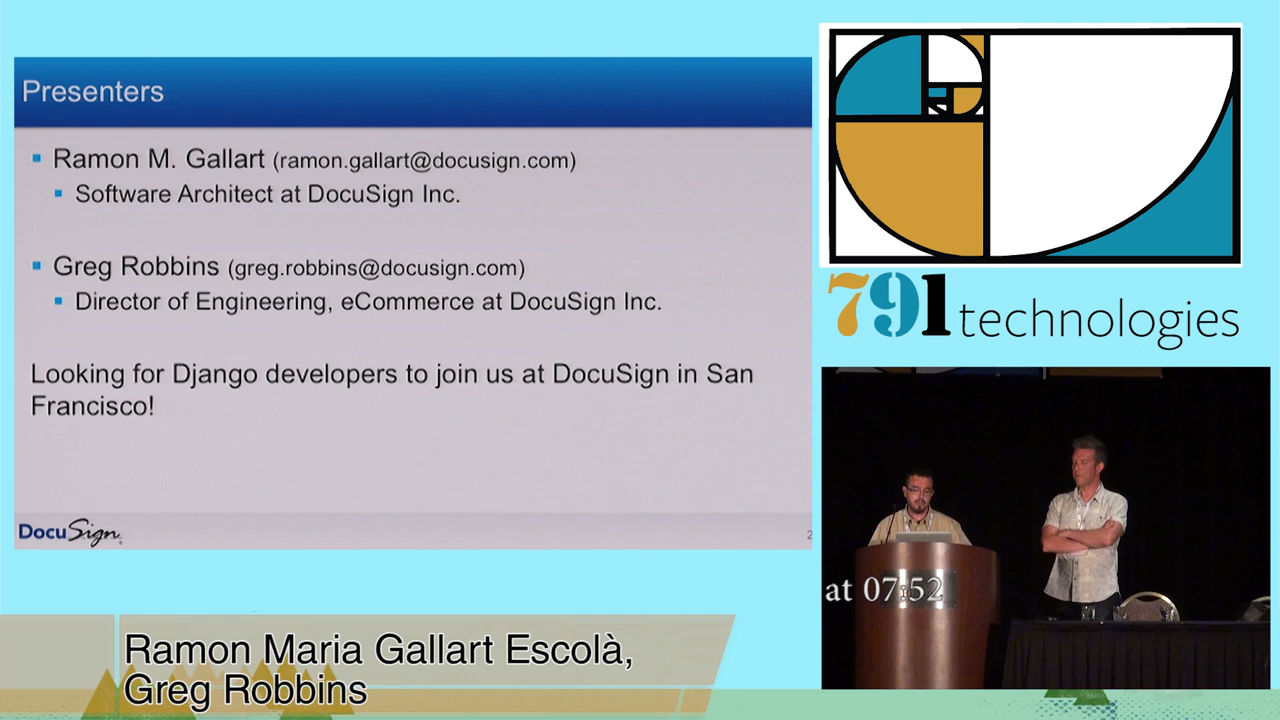 Presenters
Ramon M. Gallart (ramon.gallart@docusign.com)
Software Architect at DocuSign Inc.
Greg Robbins (greg.robbins@docusign.com)
Director of Engineering, eCommerce at DocuSign Inc.
Looking for Django developers to join us at DocuSign in San
Francisco!
DocuSign
2
791 technologies
at 07:52
Ramon Maria Gallart Escolà,
Greg Robbins